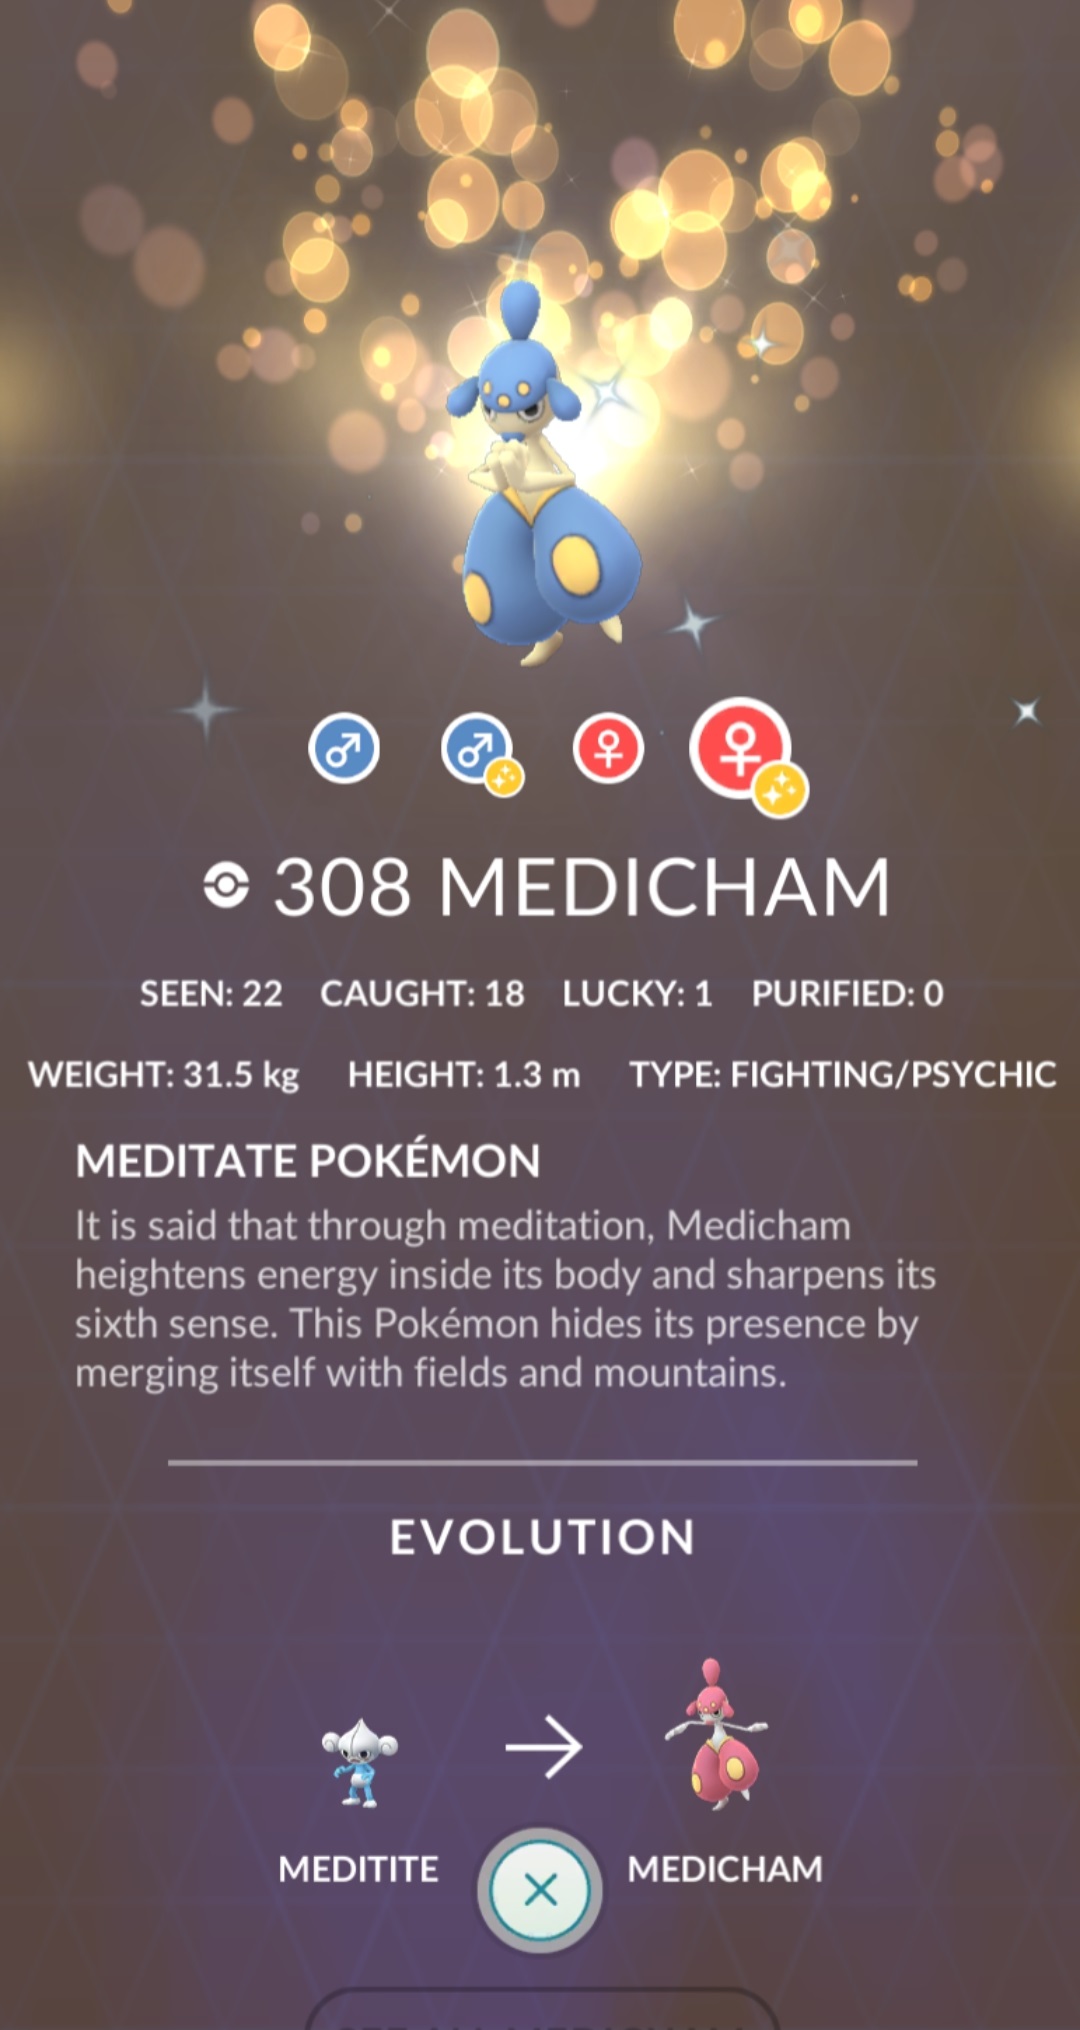 308 MEDICHAM
SEEN: 22 CAUGHT: 18 LUCKY: 1 PURIFIED: 0
WEIGHT: 31.5 kg HEIGHT: 1.3 m TYPE: FIGHTING/PSYCHIC
MEDITATE POKÉMON
It is said that through meditation, Medicham
heightens energy inside its body and sharpens its
sixth sense. This Pokémon hides its presence by
merging itself with fields and mountains.
EVOLUTION
MEDITITE MEDICHAM